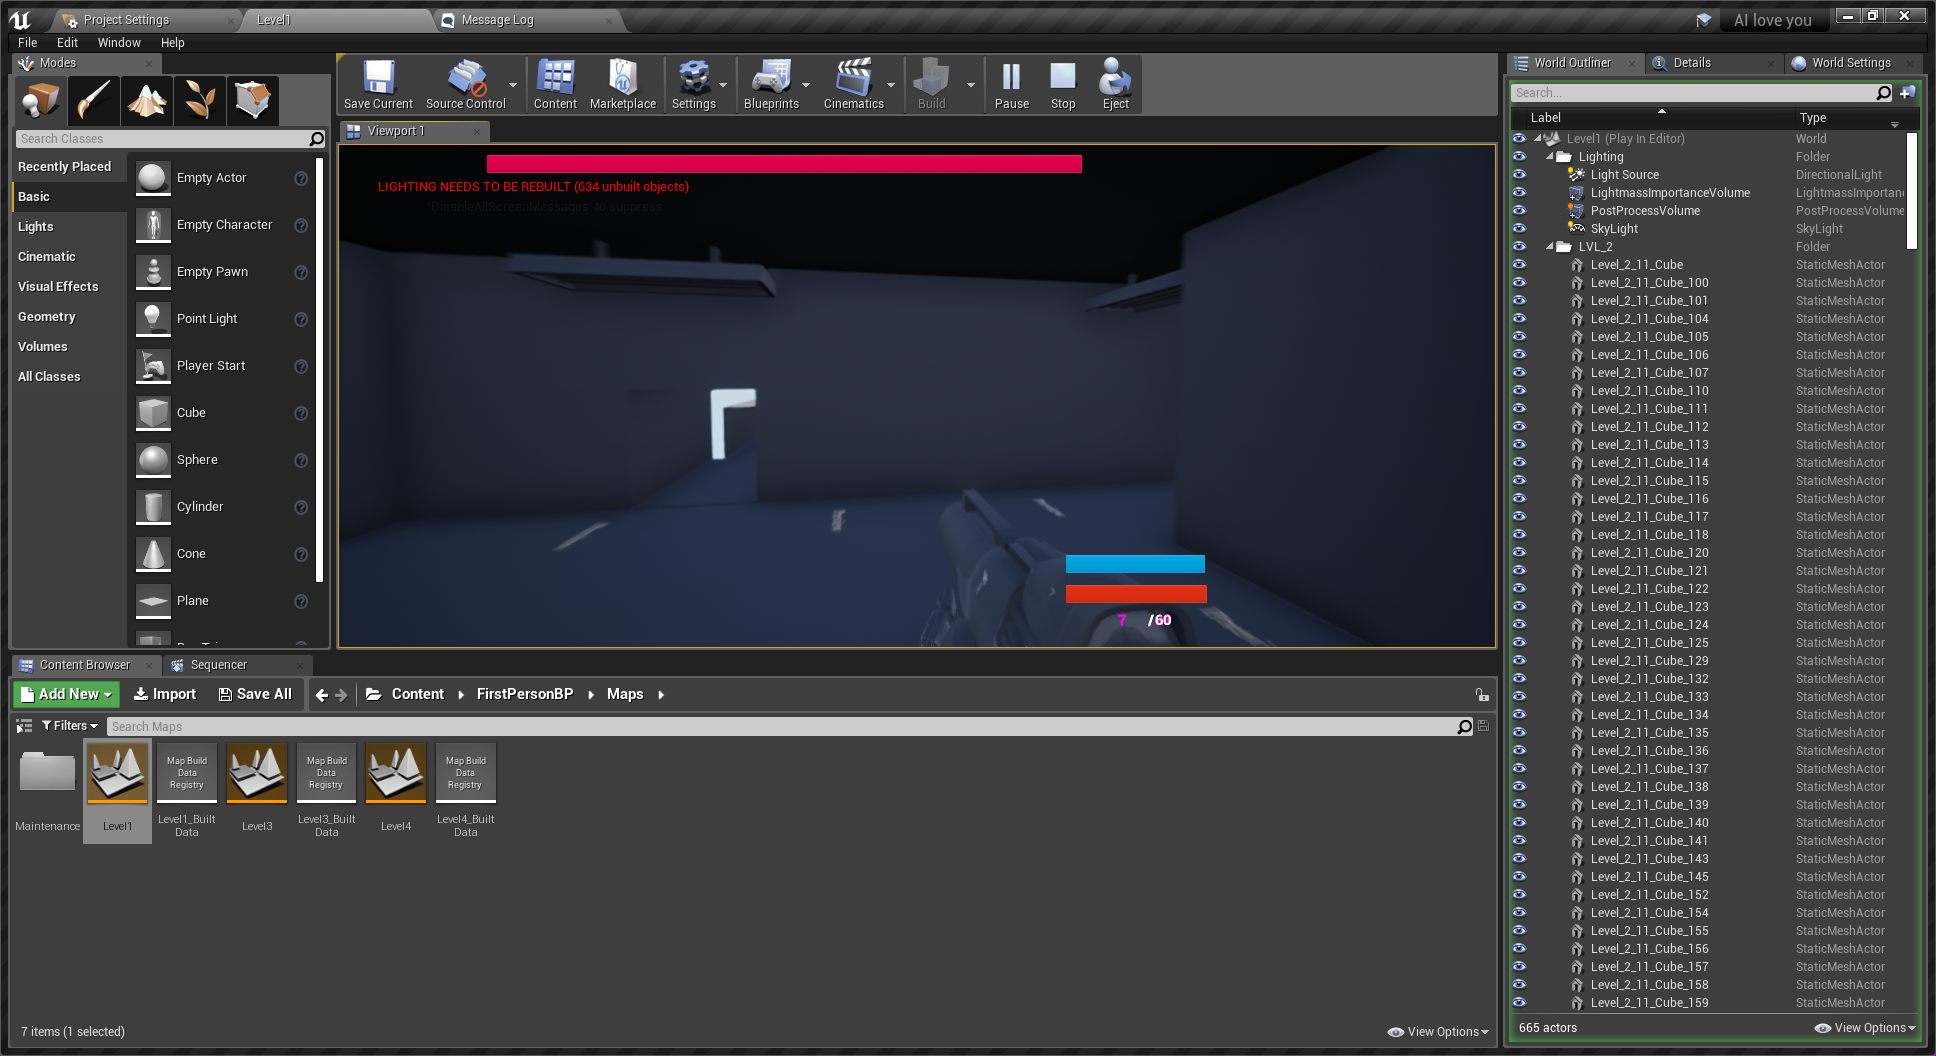 Project Settings
Level1
Message Log
AI love you
File Edit Window Help
Modes
Search Classes
Recently Placed
Basic
Lights
Cinematic
Visual Effects
Geometry
Volumes
All Classes
Empty Actor
Empty Character
Empty Pawn
Point Light
Player Start
Cube
Sphere
Cylinder
Cone
Plane
Save Current
Source Control
Content
Marketplace
Settings
Blueprints
Cinematics
Build
Pause
Stop
Eject
Viewport 1
LIGHTING NEEDS TO BE REBUILT (634 unbuilt objects)
'DisableAllScreenMessages' to suppress
7 /60
Content Browser
Sequencer
Add New
Import
Save All
Content
FirstPersonBP
Maps
Filters
Search Maps
Maintenance
Level1
Map Build
Data
Registry
Level1_Built
Data
Level3
Map Build
Data
Registry
Level3_Built
Data
Level4
Map Build
Data
Registry
Level4_Built
Data
7 items (1 selected)
View Options
World Outliner
Details
World Settings
Search...
Label Type
Level1 (Play In Editor) World
Lighting Folder
Light Source DirectionalLight
LightmassImportanceVolume LightmassImportanc
PostProcessVolume PostProcessVolume
SkyLight SkyLight
LVL_2 Folder
Level_2_11_Cube StaticMeshActor
Level_2_11_Cube_100 StaticMeshActor
Level_2_11_Cube_101 StaticMeshActor
Level_2_11_Cube_104 StaticMeshActor
Level_2_11_Cube_105 StaticMeshActor
Level_2_11_Cube_106 StaticMeshActor
Level_2_11_Cube_107 StaticMeshActor
Level_2_11_Cube_110 StaticMeshActor
Level_2_11_Cube_111 StaticMeshActor
Level_2_11_Cube_112 StaticMeshActor
Level_2_11_Cube_113 StaticMeshActor
Level_2_11_Cube_114 StaticMeshActor
Level_2_11_Cube_115 StaticMeshActor
Level_2_11_Cube_116 StaticMeshActor
Level_2_11_Cube_117 StaticMeshActor
Level_2_11_Cube_118 StaticMeshActor
Level_2_11_Cube_120 StaticMeshActor
Level_2_11_Cube_121 StaticMeshActor
Level_2_11_Cube_122 StaticMeshActor
Level_2_11_Cube_123 StaticMeshActor
Level_2_11_Cube_124 StaticMeshActor
Level_2_11_Cube_125 StaticMeshActor
Level_2_11_Cube_129 StaticMeshActor
Level_2_11_Cube_132 StaticMeshActor
Level_2_11_Cube_133 StaticMeshActor
Level_2_11_Cube_134 StaticMeshActor
Level_2_11_Cube_135 StaticMeshActor
Level_2_11_Cube_136 StaticMeshActor
Level_2_11_Cube_137 StaticMeshActor
Level_2_11_Cube_138 StaticMeshActor
Level_2_11_Cube_139 StaticMeshActor
Level_2_11_Cube_140 StaticMeshActor
Level_2_11_Cube_141 StaticMeshActor
Level_2_11_Cube_143 StaticMeshActor
Level_2_11_Cube_145 StaticMeshActor
Level_2_11_Cube_152 StaticMeshActor
Level_2_11_Cube_154 StaticMeshActor
Level_2_11_Cube_155 StaticMeshActor
Level_2_11_Cube_156 StaticMeshActor
Level_2_11_Cube_157 StaticMeshActor
Level_2_11_Cube_158 StaticMeshActor
Level_2_11_Cube_159 StaticMeshActor
665 actors
View Options